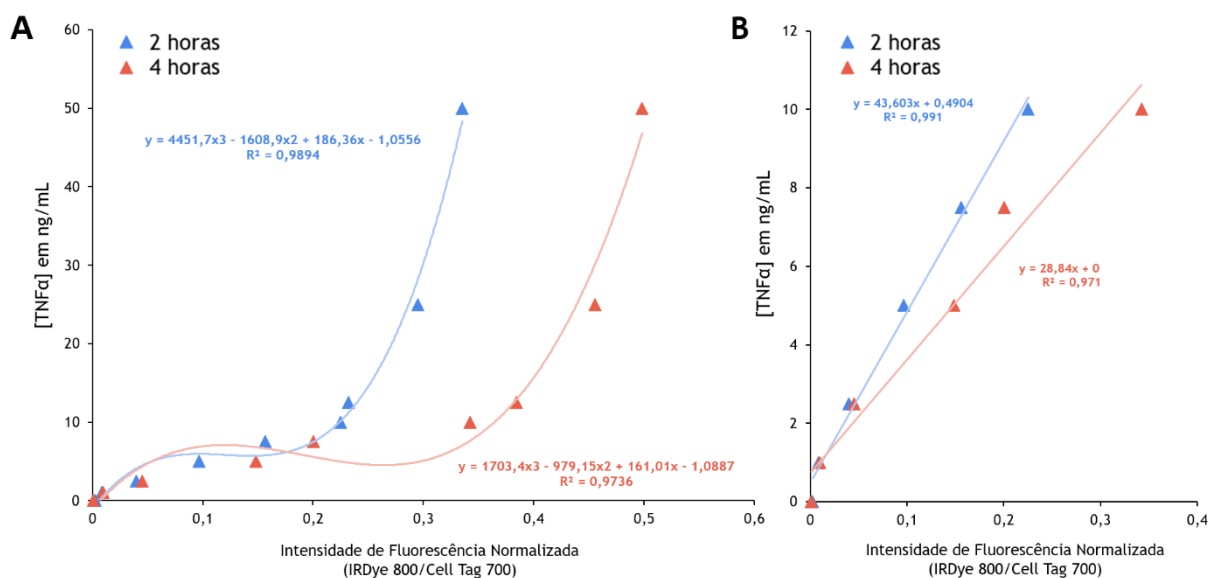 A
2 horas
4 horas
60
50
40
30
20
10
0
[TNFα] em ng/mL
y = 4451,7x3 - 1608,9x2 + 186,36x - 1,0556
R² = 0,9894
y = 1703,4x3 - 979,15x2 + 161,01x - 1,0887
R² = 0,9736
0
0,1
0,2
0,3
0,4
0,5
0,6
Intensidade de Fluorescência Normalizada
(IRDye 800/Cell Tag 700)
B
2 horas
4 horas
12
10
8
6
4
2
0
[TNFα] em ng/mL
y = 43,603x + 0,4904
R² = 0,991
y = 28,84x + 0
R² = 0,971
0
0,1
0,2
0,3
0,4
Intensidade de Fluorescência Normalizada
(IRDye 800/Cell Tag 700)